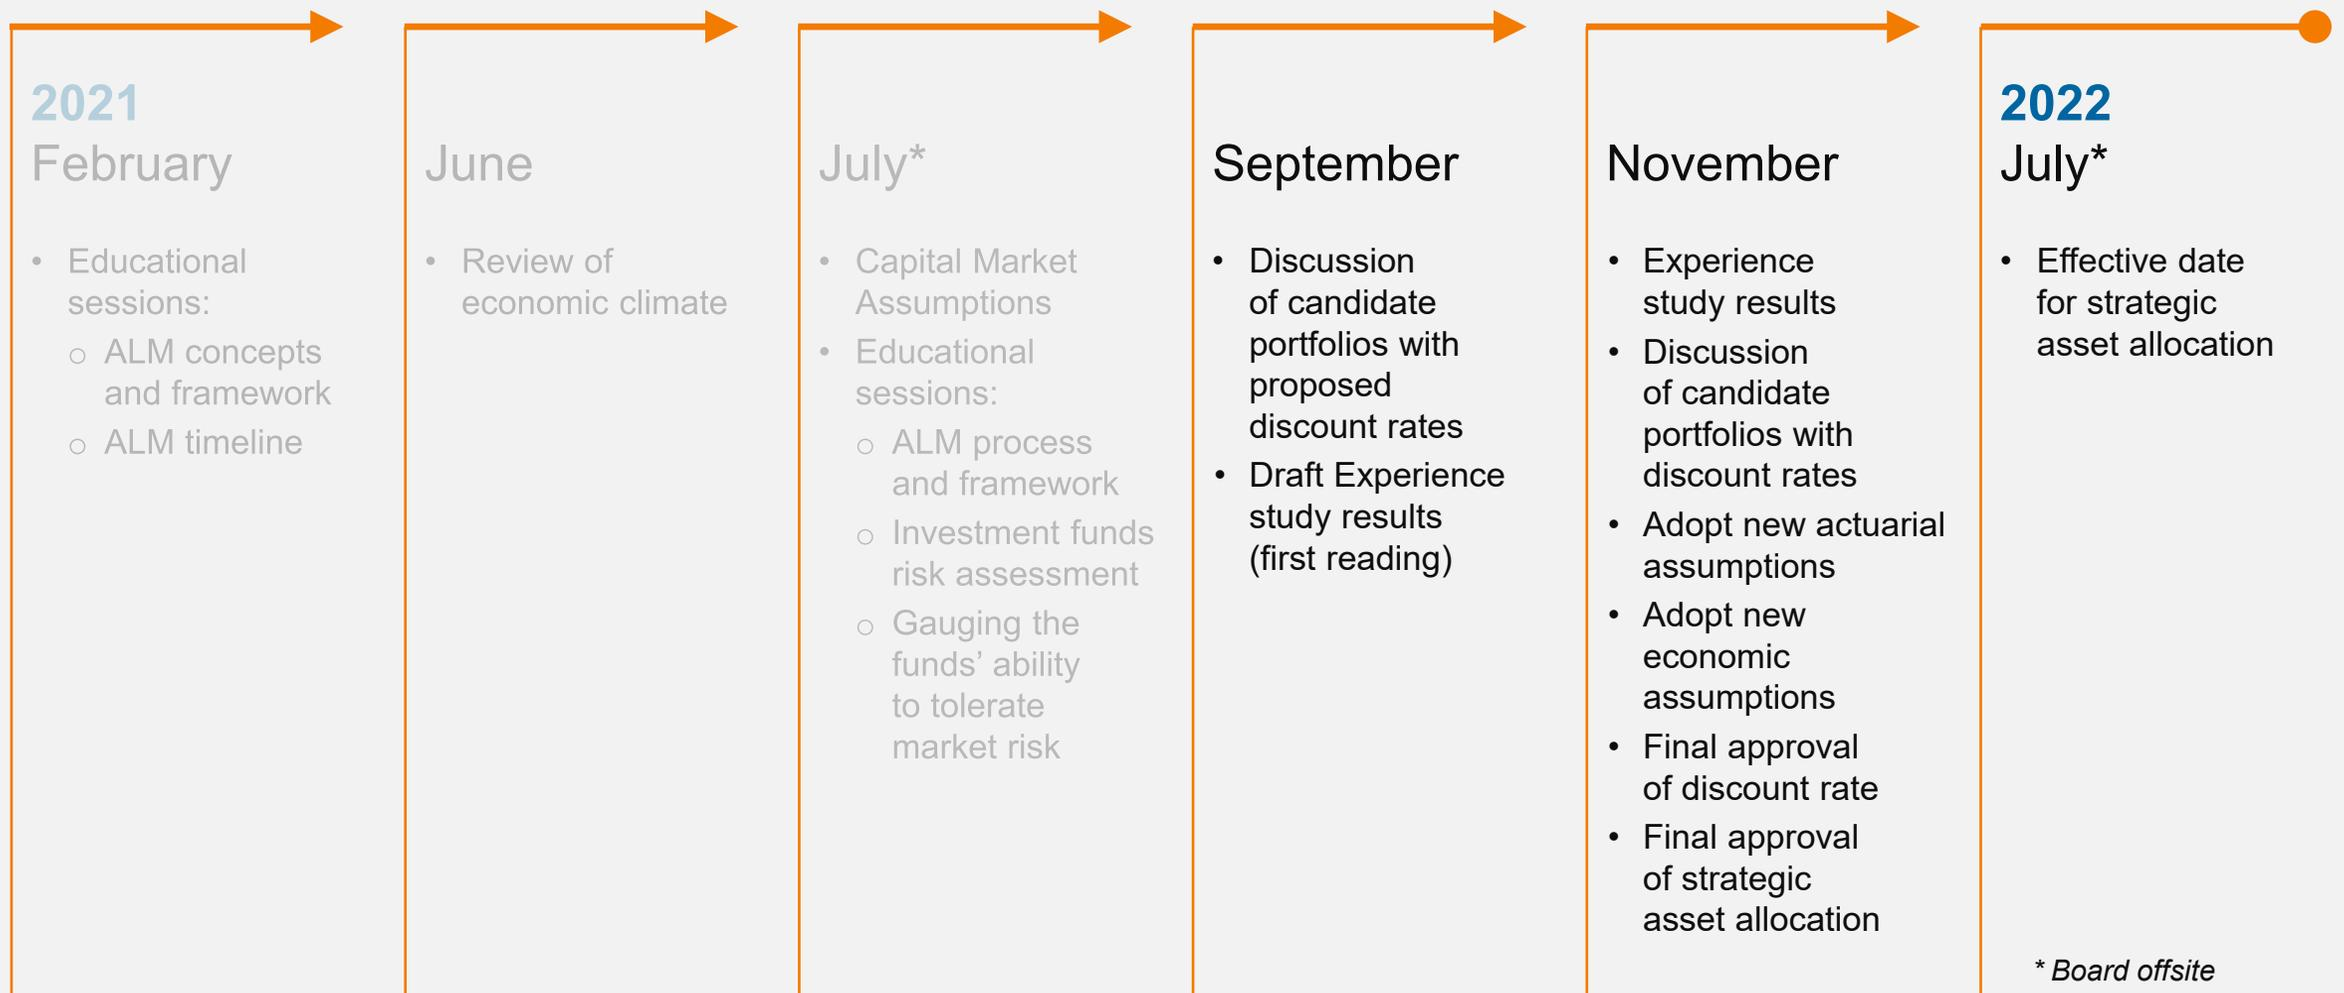 2021
February
• Educational
sessions:
o ALM concepts
and framework
o ALM timeline
June
• Review of
economic climate
July*
• Capital Market
Assumptions
• Educational
sessions:
o ALM process
and framework
o Investment funds
risk assessment
o Gauging the
funds’ ability
to tolerate
market risk
September
• Discussion
of candidate
portfolios with
proposed
discount rates
• Draft Experience
study results
(first reading)
November
• Experience
study results
• Discussion
of candidate
portfolios with
discount rates
• Adopt new actuarial
assumptions
• Adopt new
economic
assumptions
• Final approval
of discount rate
• Final approval
of strategic
asset allocation
2022
July*
• Effective date
for strategic
asset allocation
* Board offsite